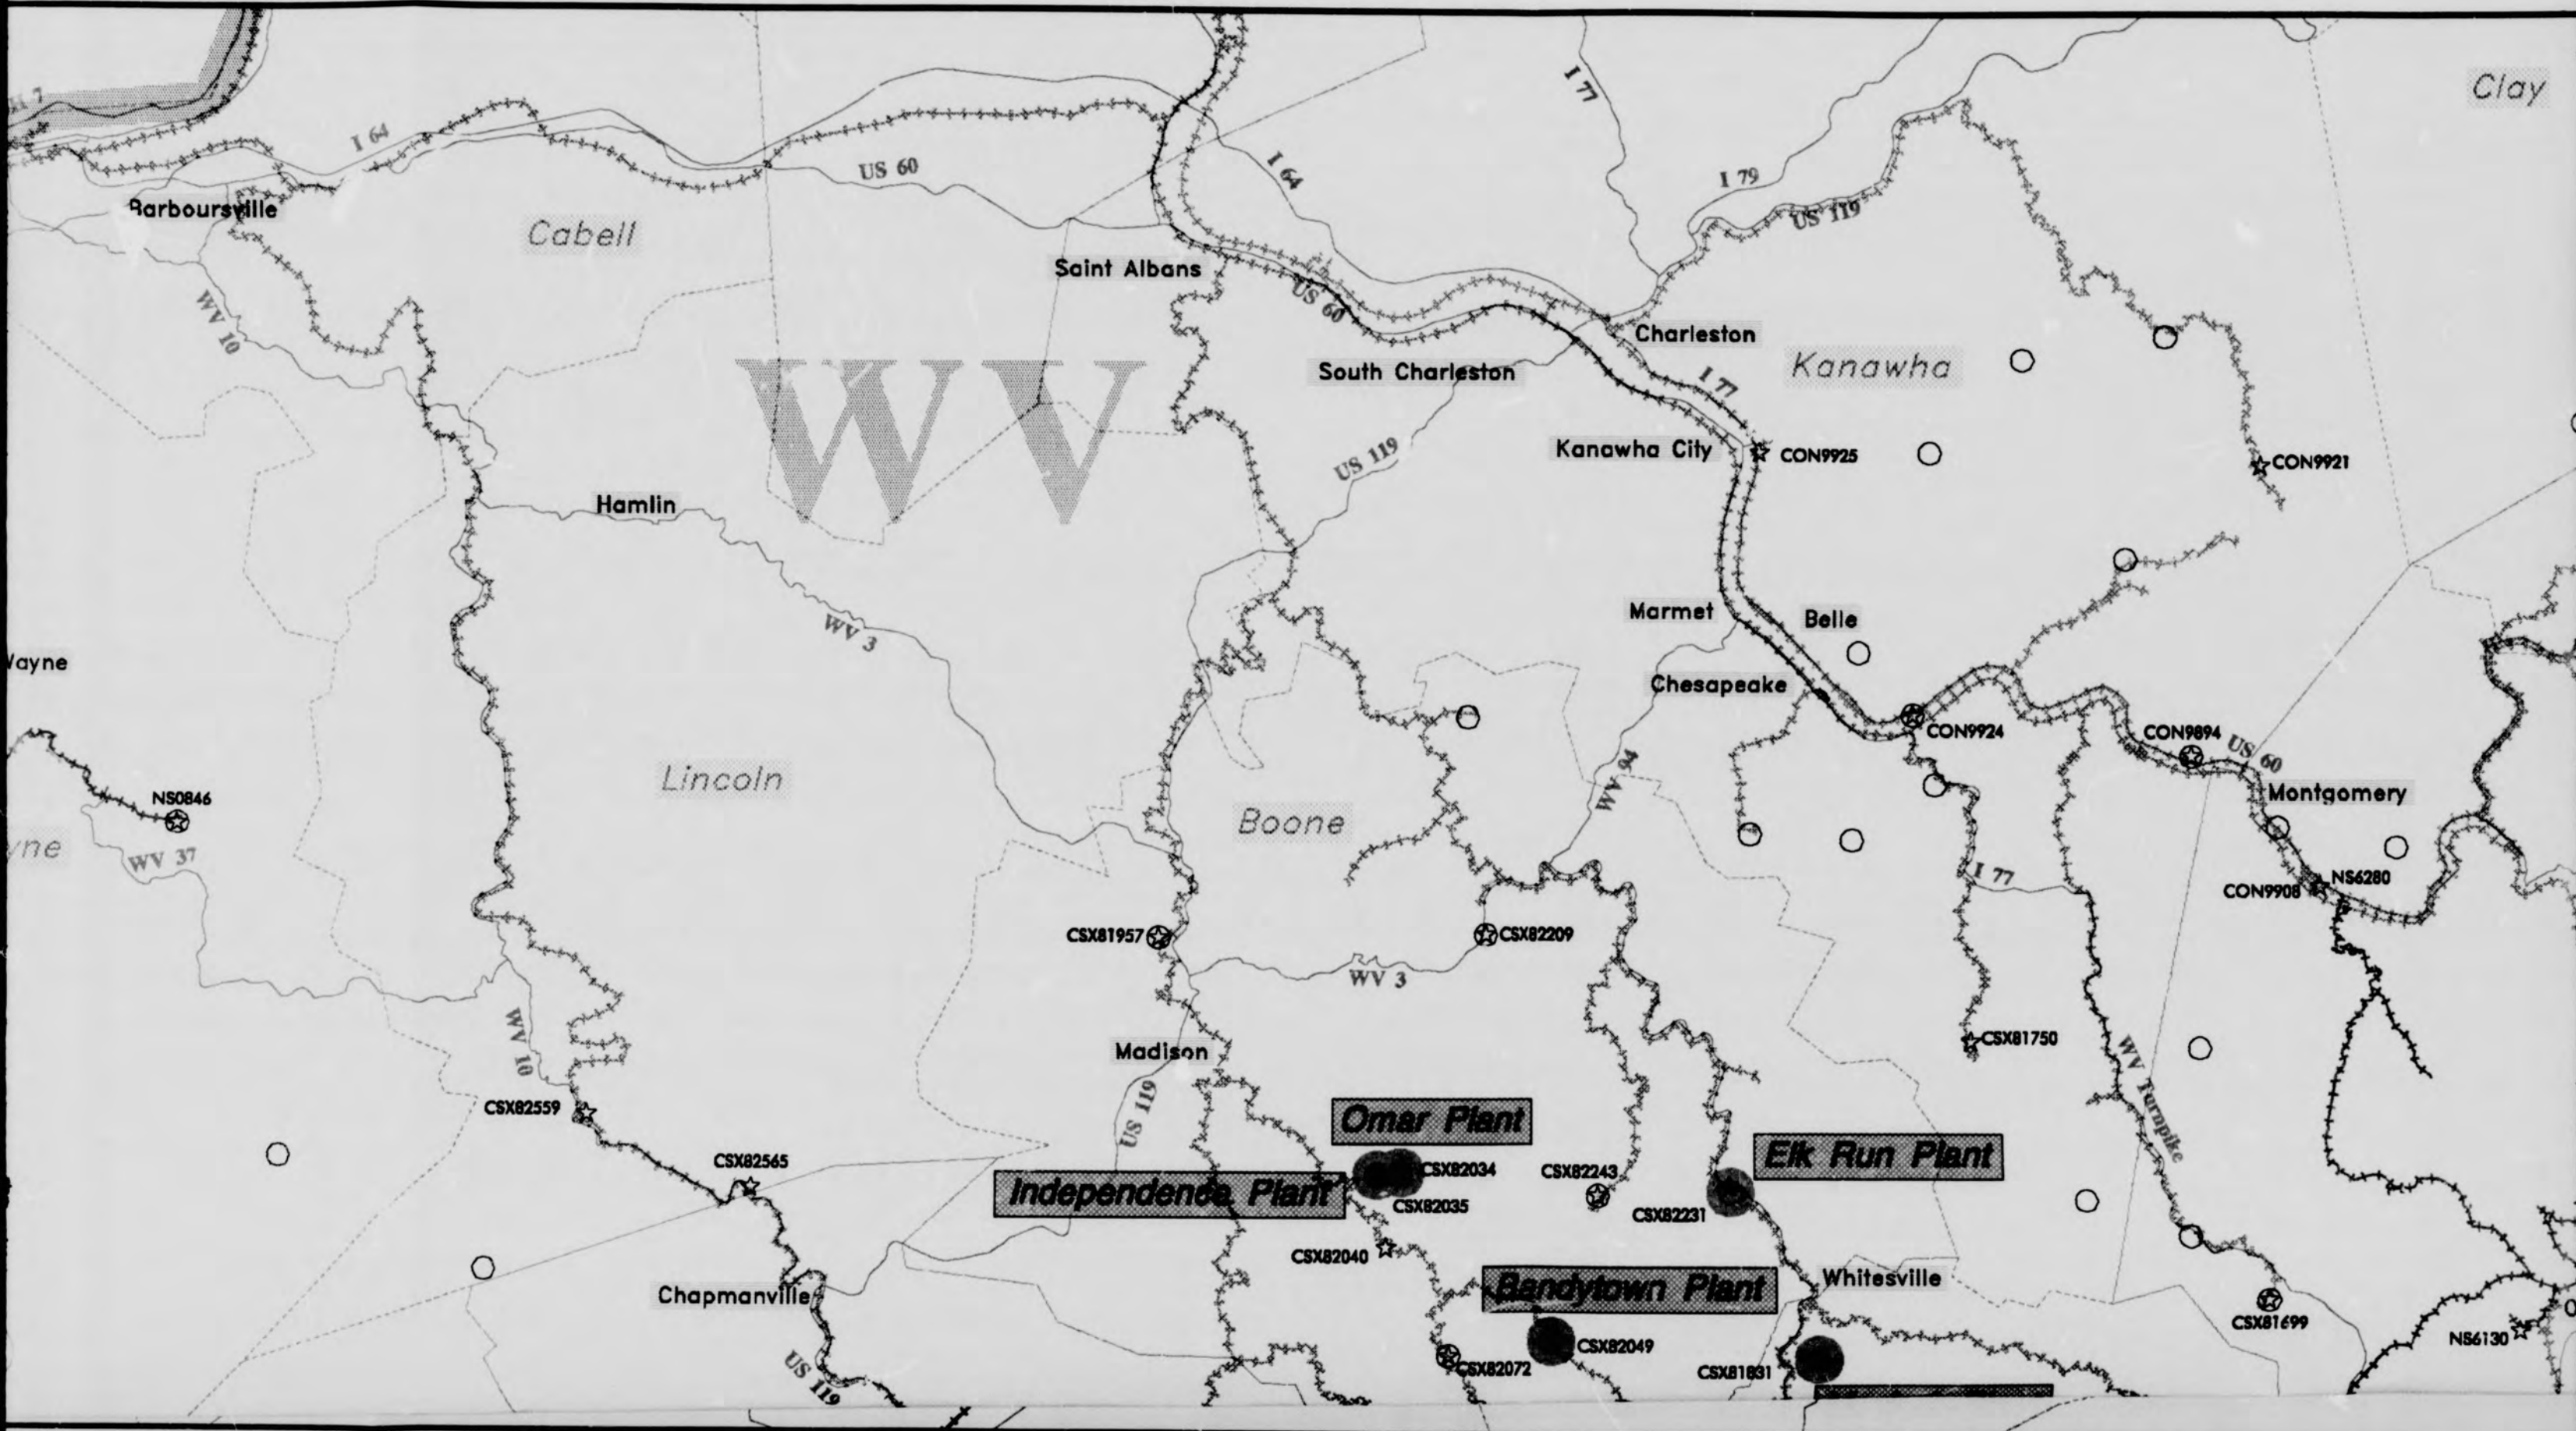 Clay
I 77
I 64
US 60
I 64
I 79
US 119
Barboursville
Cabell
Saint Albans
US 60
WV 10
Charleston
Kanawha
South Charleston
I 77
WV
US 119
Kanawha City
CON9925
CON9921
Hamlin
Marmet
Belle
WV 3
Chesapeake
CON9924
CON9894
US 60
Lincoln
WV 94
Montgomery
NS0846
Boone
WV 37
I 77
NS6280
CON9908
CSX81957
CSX82209
WV 3
WV 10
CSX81750
Madison
WV Turnpike
CSX82559
US 119
Omar Plant
Elk Run Plant
CSX82565
CSX82034
CSX82243
Independence Plant
CSX82035
CSX82231
CSX82040
Whitesville
Bandytown Plant
Chapmanville
CSX81699
NS6130
CSX82049
US 119
CSX82072
CSX81831